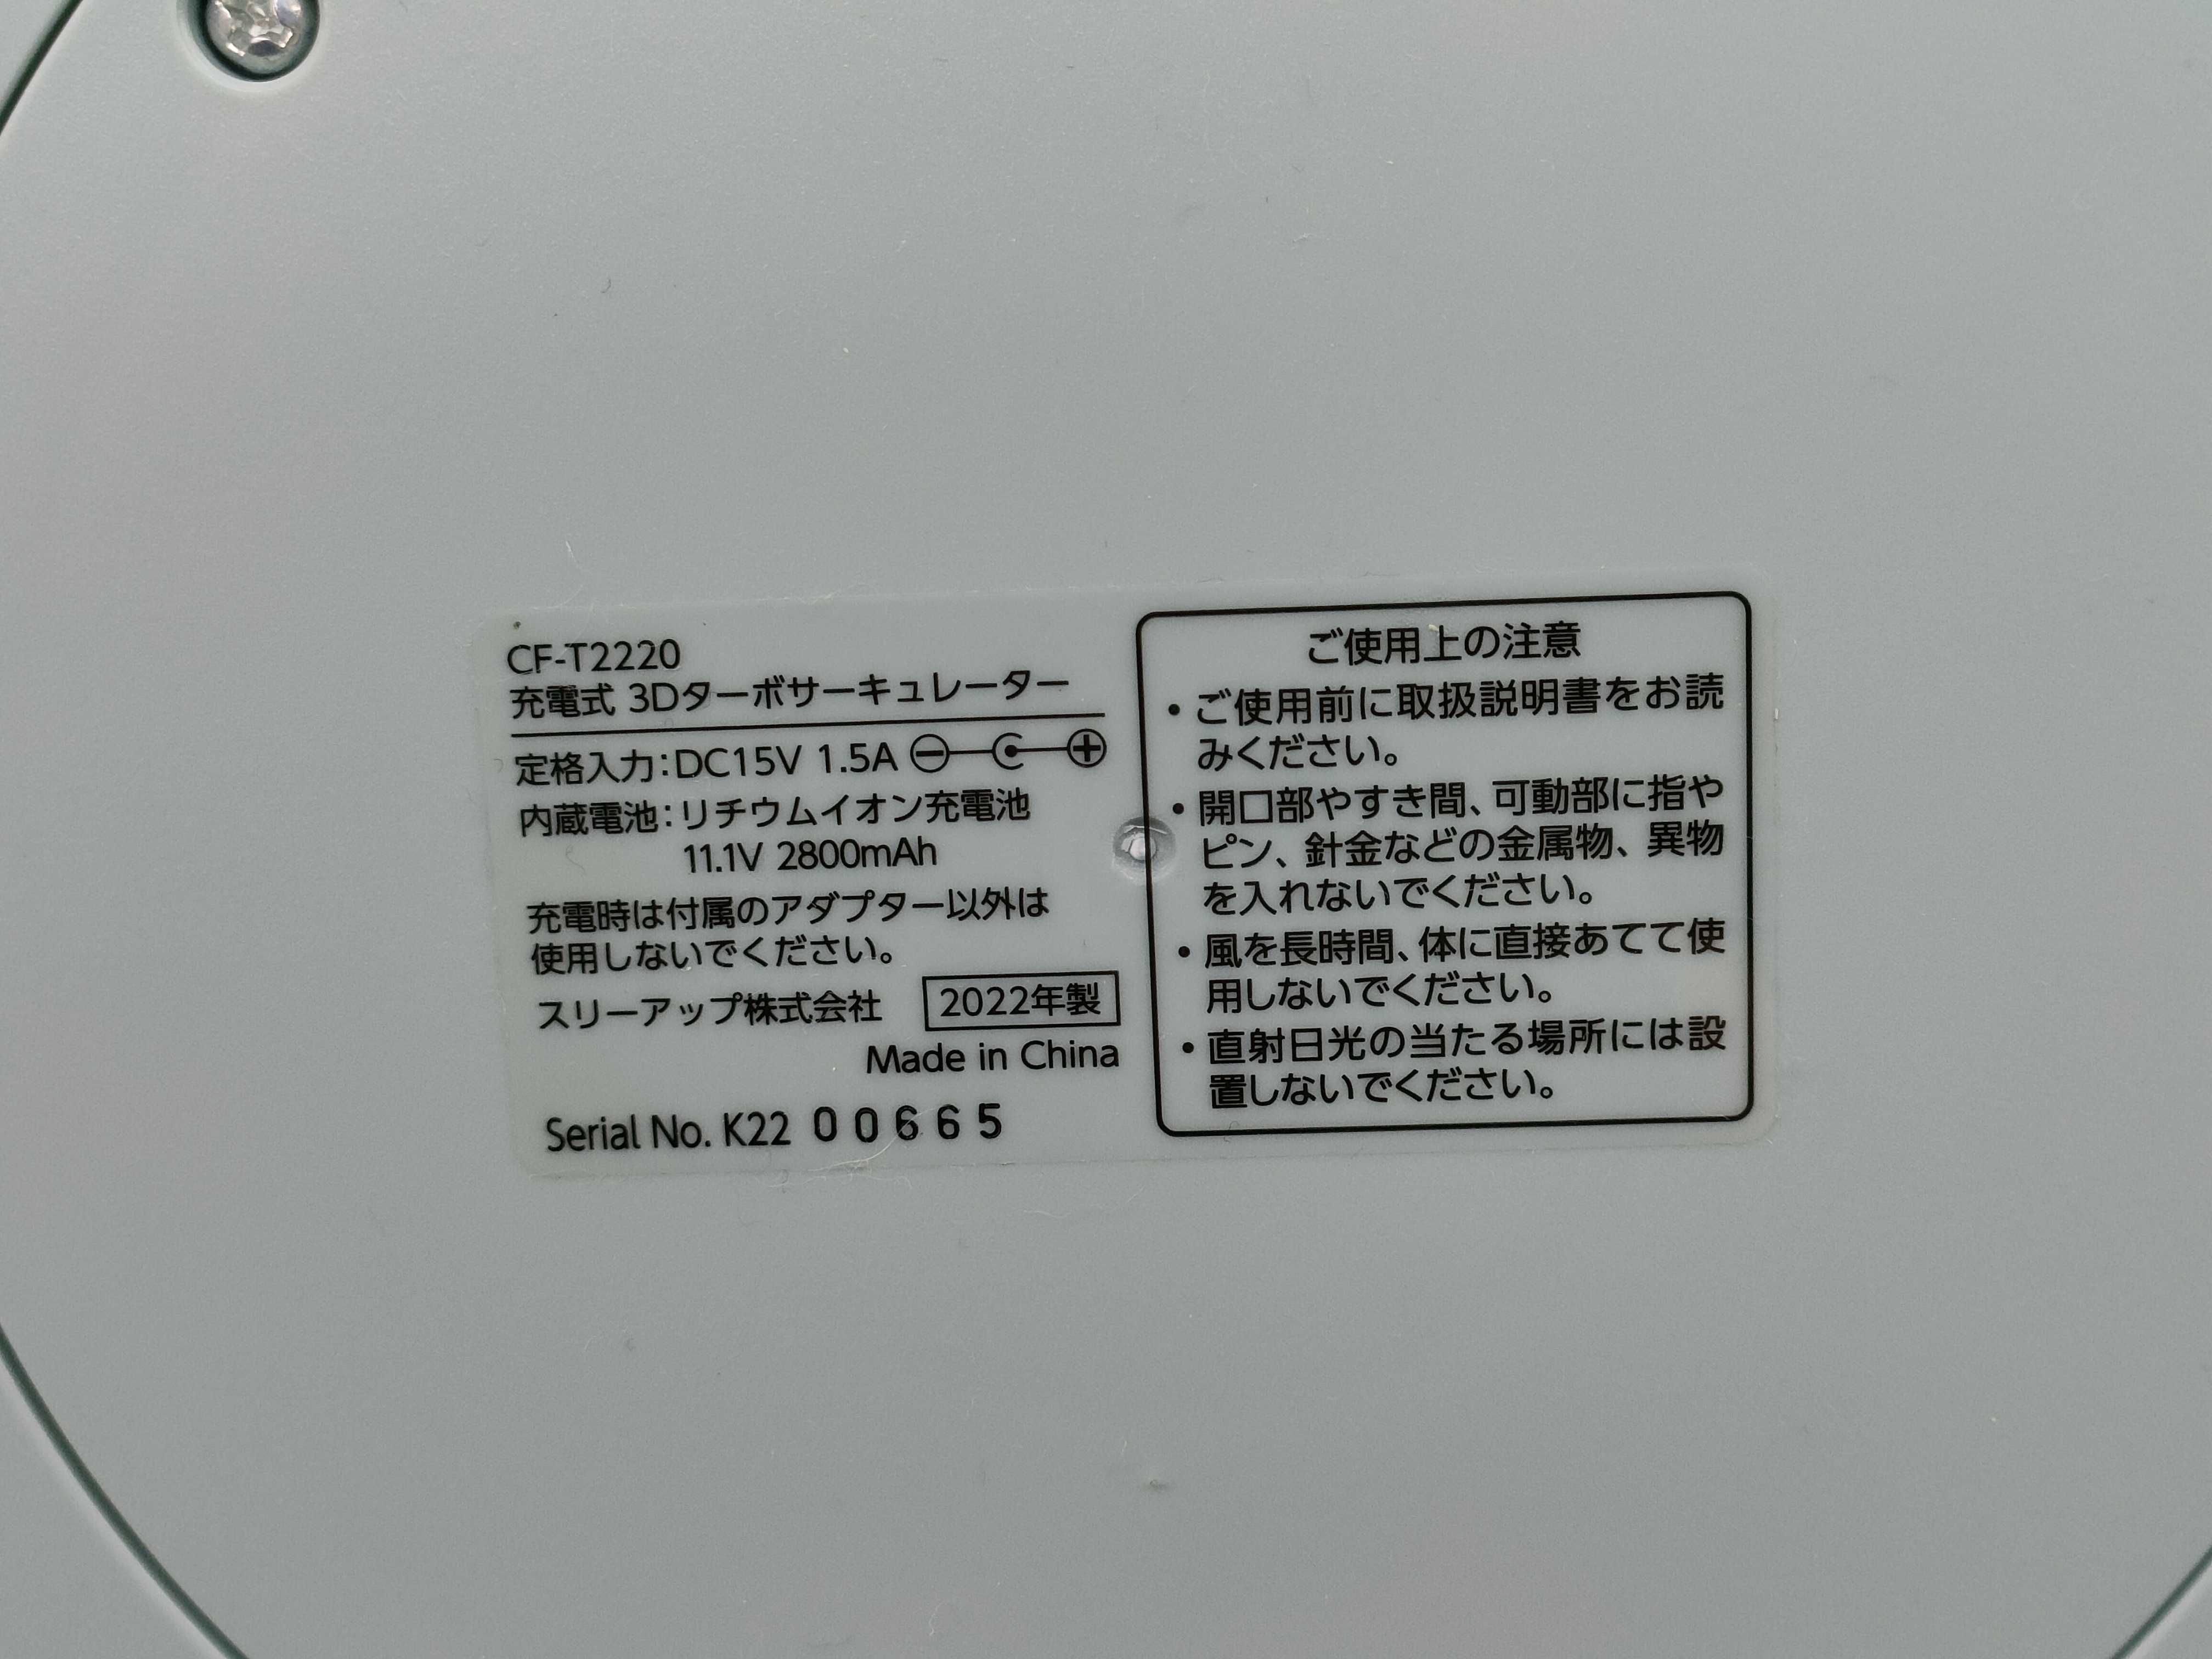 CF-T2220
充電式 3Dターボサーキュレーター
定格入力:DC15V 1.5A
内蔵電池:リチウムイオン充電池
11.1V 2800mAh
充電時は付属のアダプター以外は
使用しないでください。
スリーアップ株式会社 2022年製
Made in China
Serial No. K22 00665
ご使用上の注意
・ご使用前に取扱説明書をお読
みください。
・開口部やすき間、可動部に指や
ピン、針金などの金属物、異物
を入れないでください。
・風を長時間、体に直接あてて使
用しないでください。
・直射日光の当たる場所には設
置しないでください。